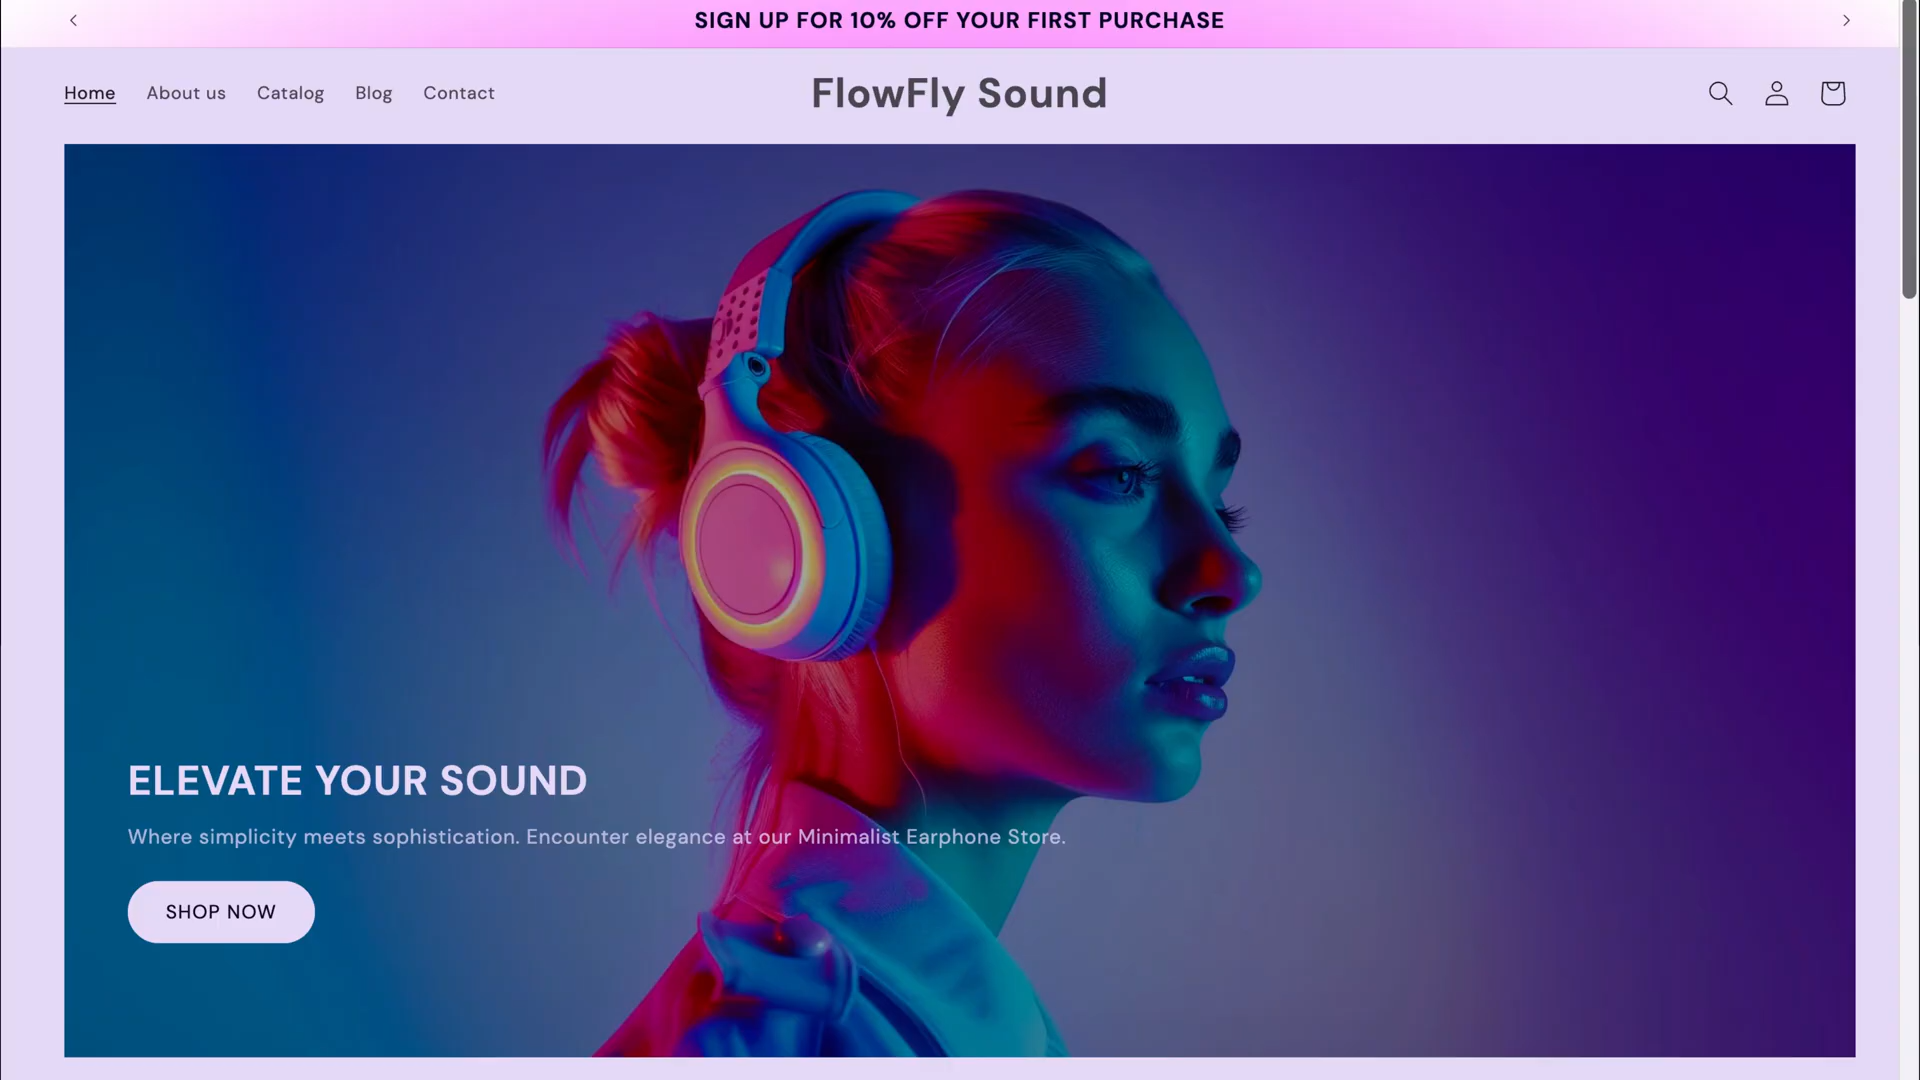 SIGN UP FOR 10% OFF YOUR FIRST PURCHASE
Home About us Catalog Blog Contact
FlowFly Sound
ELEVATE YOUR SOUND
Where simplicity meets sophistication. Encounter elegance at our Minimalist Earphone Store.
SHOP NOW